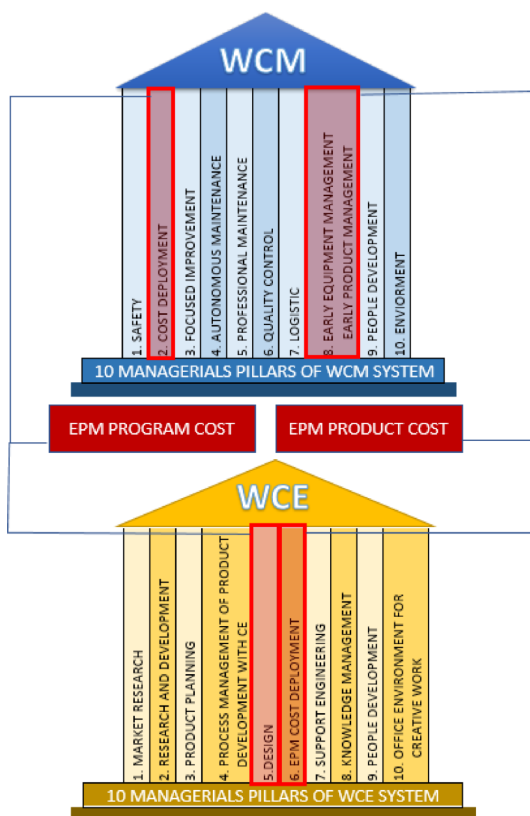 WCM
1. SAFETY
2. COST DEPLOYMENT
3. FOCUSED IMPROVEMENT
4. AUTONOMOUS MAINTENANCE
5. PROFESSIONAL MAINTENANCE
6. QUALITY CONTROL
7. LOGISTIC
8. EARLY EQUIPMENT MANAGEMENT
EARLY PRODUCT MANAGEMENT
9. PEOPLE DEVELOPMENT
10. ENVIORMENT
10 MANAGERIALS PILLARS OF WCM SYSTEM
EPM PROGRAM COST
EPM PRODUCT COST
WCE
1. MARKET RESEARCH
2. RESEARCH AND DEVELOPMENT
3. PRODUCT PLANNING
4. PROCESS MANAGEMENT OF PRODUCT
DEVELOPMENT WITH CE
5.DESIGN
6. EPM COST DEPLOYMENT
7. SUPPORT ENGINEERING
8. KNOWLEDGE MANAGEMENT
9. PEOPLE DEVELOPMENT
10. OFFICE ENVIRONMENT FOR
CREATIVE WORK
10 MANAGERIALS PILLARS OF WCE SYSTEM